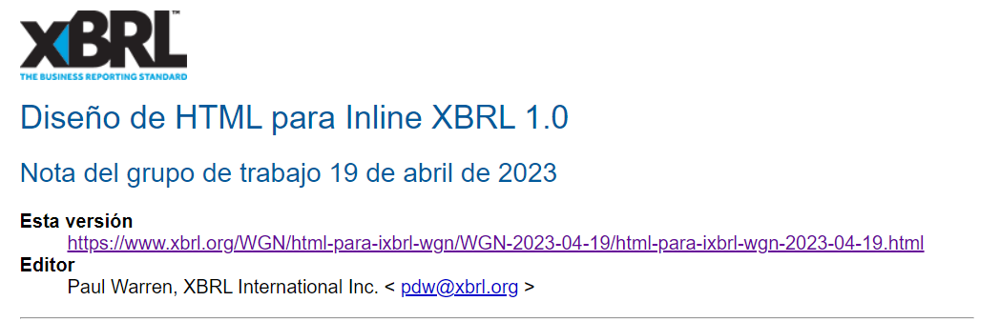 XBRL™
THE BUSINESS REPORTING STANDARD
Diseño de HTML para Inline XBRL 1.0
Nota del grupo de trabajo 19 de abril de 2023
Esta versión
https://www.xbrl.org/WGN/html-para-ixbrl-wgn/WGN-2023-04-19/html-para-ixbrl-wgn-2023-04-19.html
Editor
Paul Warren, XBRL International Inc. < pdw@xbrl.org >